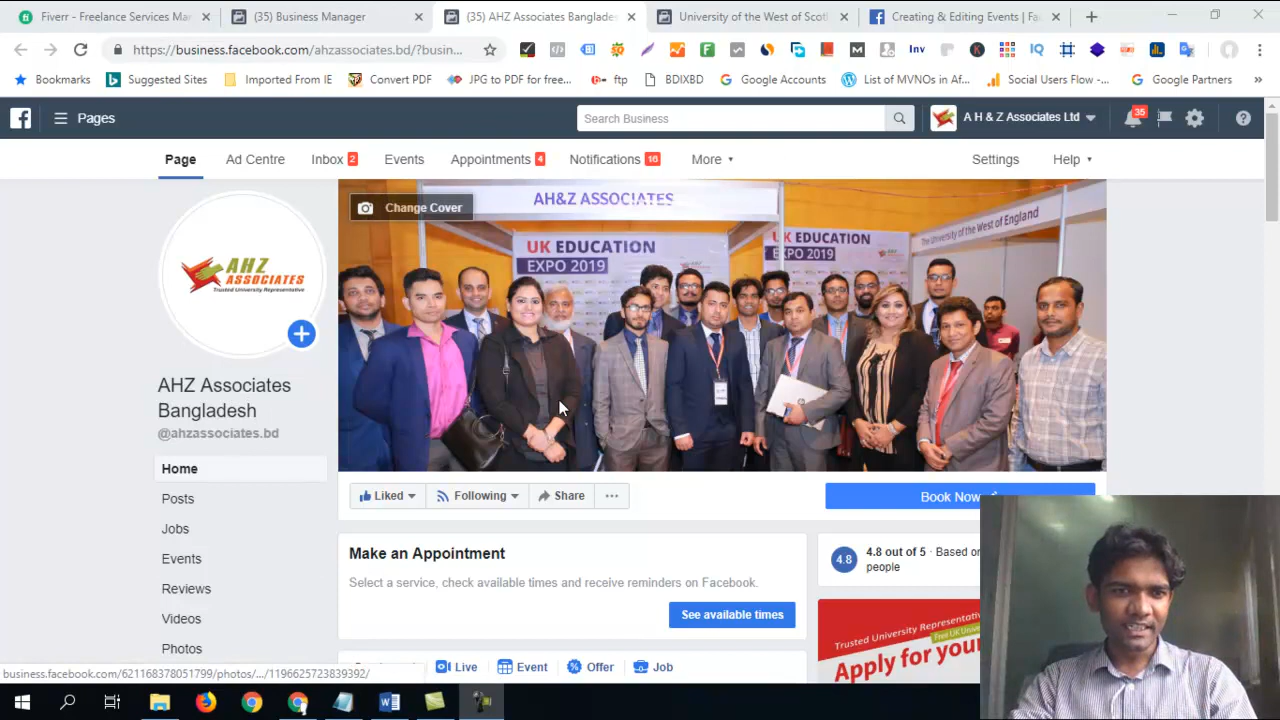 Fiverr - Freelance Services Mar
(35) Business Manager
(35) AHZ Associates Banglades
University of the West of Scotl
Creating & Editing Events | Fac
https://business.facebook.com/ahzassociates.bd/?busin...
Inv
IQ
Bookmarks
Suggested Sites
Imported From IE
Convert PDF
JPG to PDF for free...
ftp
BDIXBD
Google Accounts
List of MVNOs in Af...
Social Users Flow -...
Google Partners
Pages
Search Business
A H & Z Associates Ltd
35
Page
Ad Centre
Inbox 2
Events
Appointments 4
Notifications 16
More
Settings
Help
Change Cover
AH&Z ASSOCIATES
UK EDUCATION
EXPO 2019
UK EDUCATION
EXPO 2019
The University of the West of England
AHZ
ASSOCIATES
Trusted University Representative
AHZ Associates
Bangladesh
@ahzassociates.bd
Home
Posts
Jobs
Events
Reviews
Videos
Photos
Liked
Following
Share
Book Now
Make an Appointment
Select a service, check available times and receive reminders on Facebook.
See available times
4.8
4.8 out of 5 · Based on
people
Trusted University Representative
Apply for your
Live
Event
Offer
Job
business.facebook.com/621168378051799/photos/.../1196625723839392/